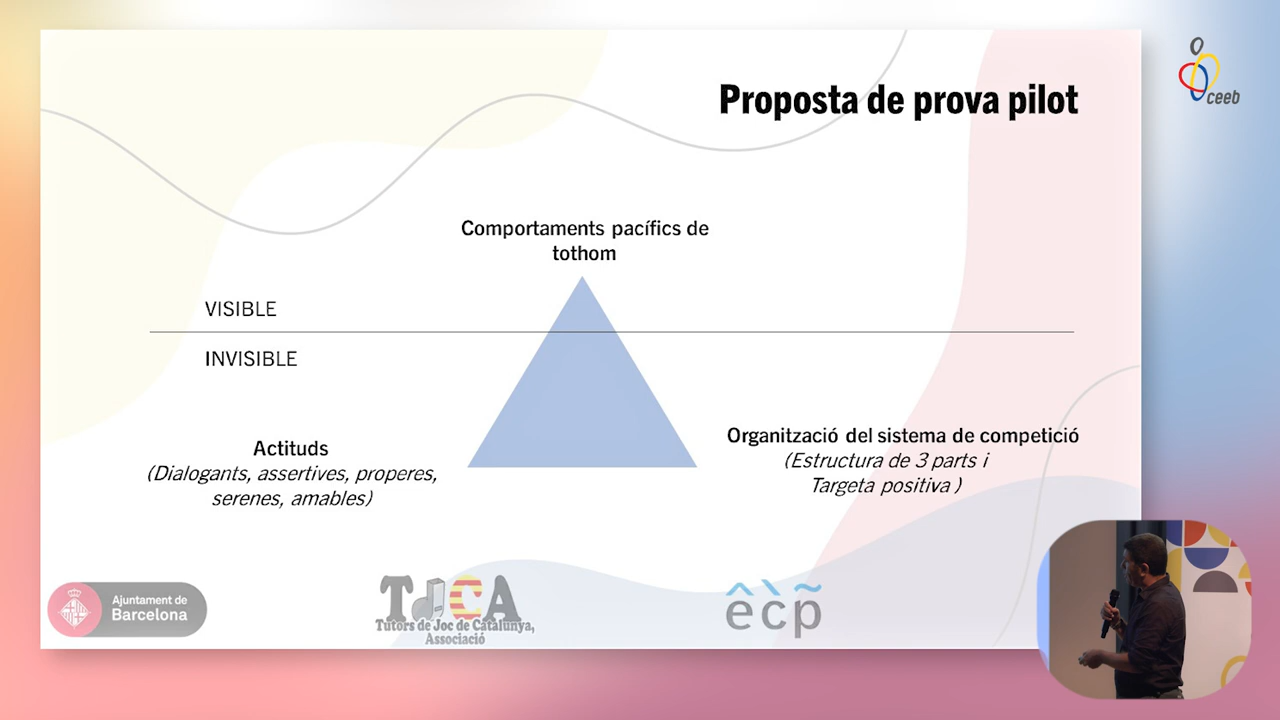 ceeb
Proposta de prova pilot
Comportaments pacífics de
tothom
VISIBLE
INVISIBLE
Actituds
(Dialogants, assertives, properes,
serenes, amables)
Organització del sistema de competició
(Estructura de 3 parts i
Targeta positiva )
Ajuntament de
Barcelona
TJCA
Tutors de Joc de Catalunya,
Associació
ecp